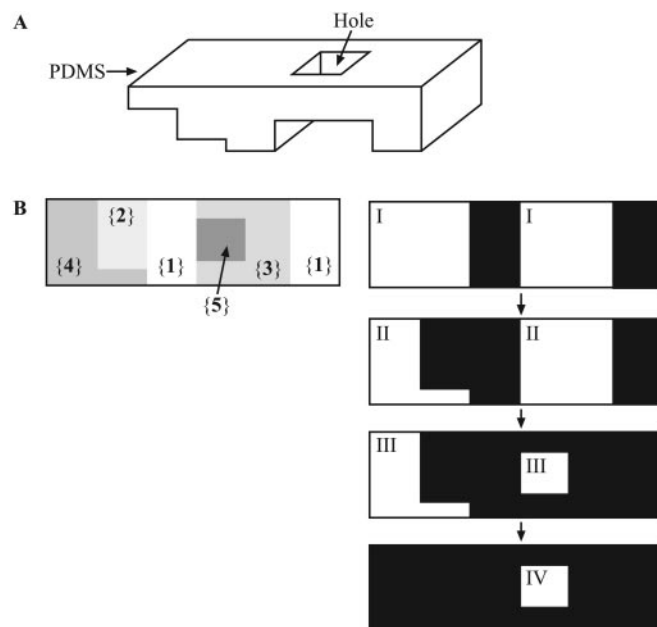 A
Hole
PDMS
B
{2}
{4}
{1}
{3}
{1}
{5}
I
I
II
II
III
III
IV